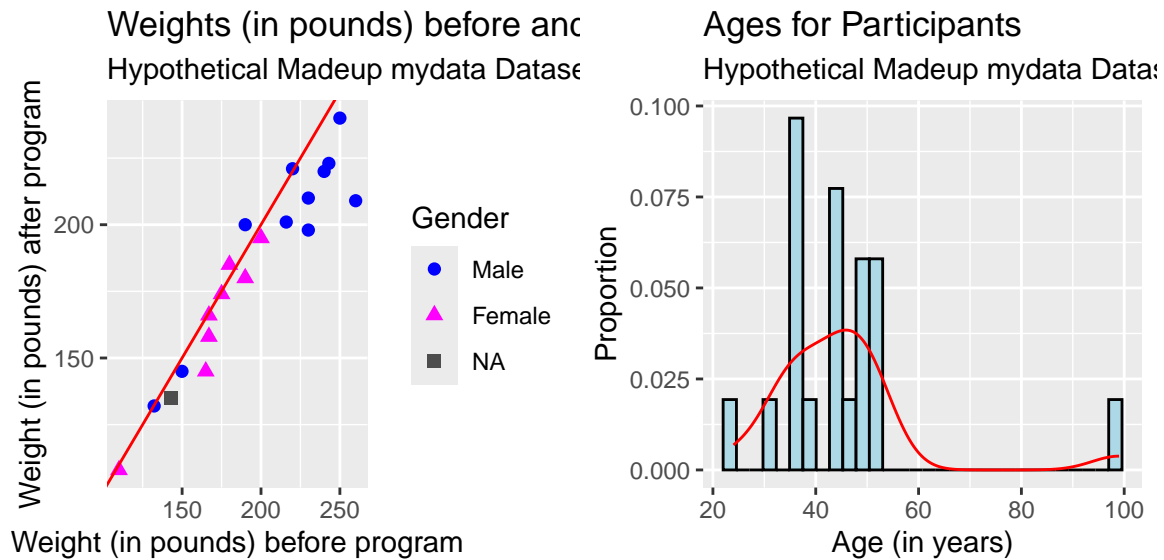 Weights (in pounds) before and
Hypothetical Madeup mydata Datase
Weight (in pounds) after program
200
150
150 200 250
Weight (in pounds) before program
Gender
Male
Female
NA
Ages for Participants
Hypothetical Madeup mydata Datas
Proportion
0.100
0.075
0.050
0.025
0.000
20 40 60 80 100
Age (in years)